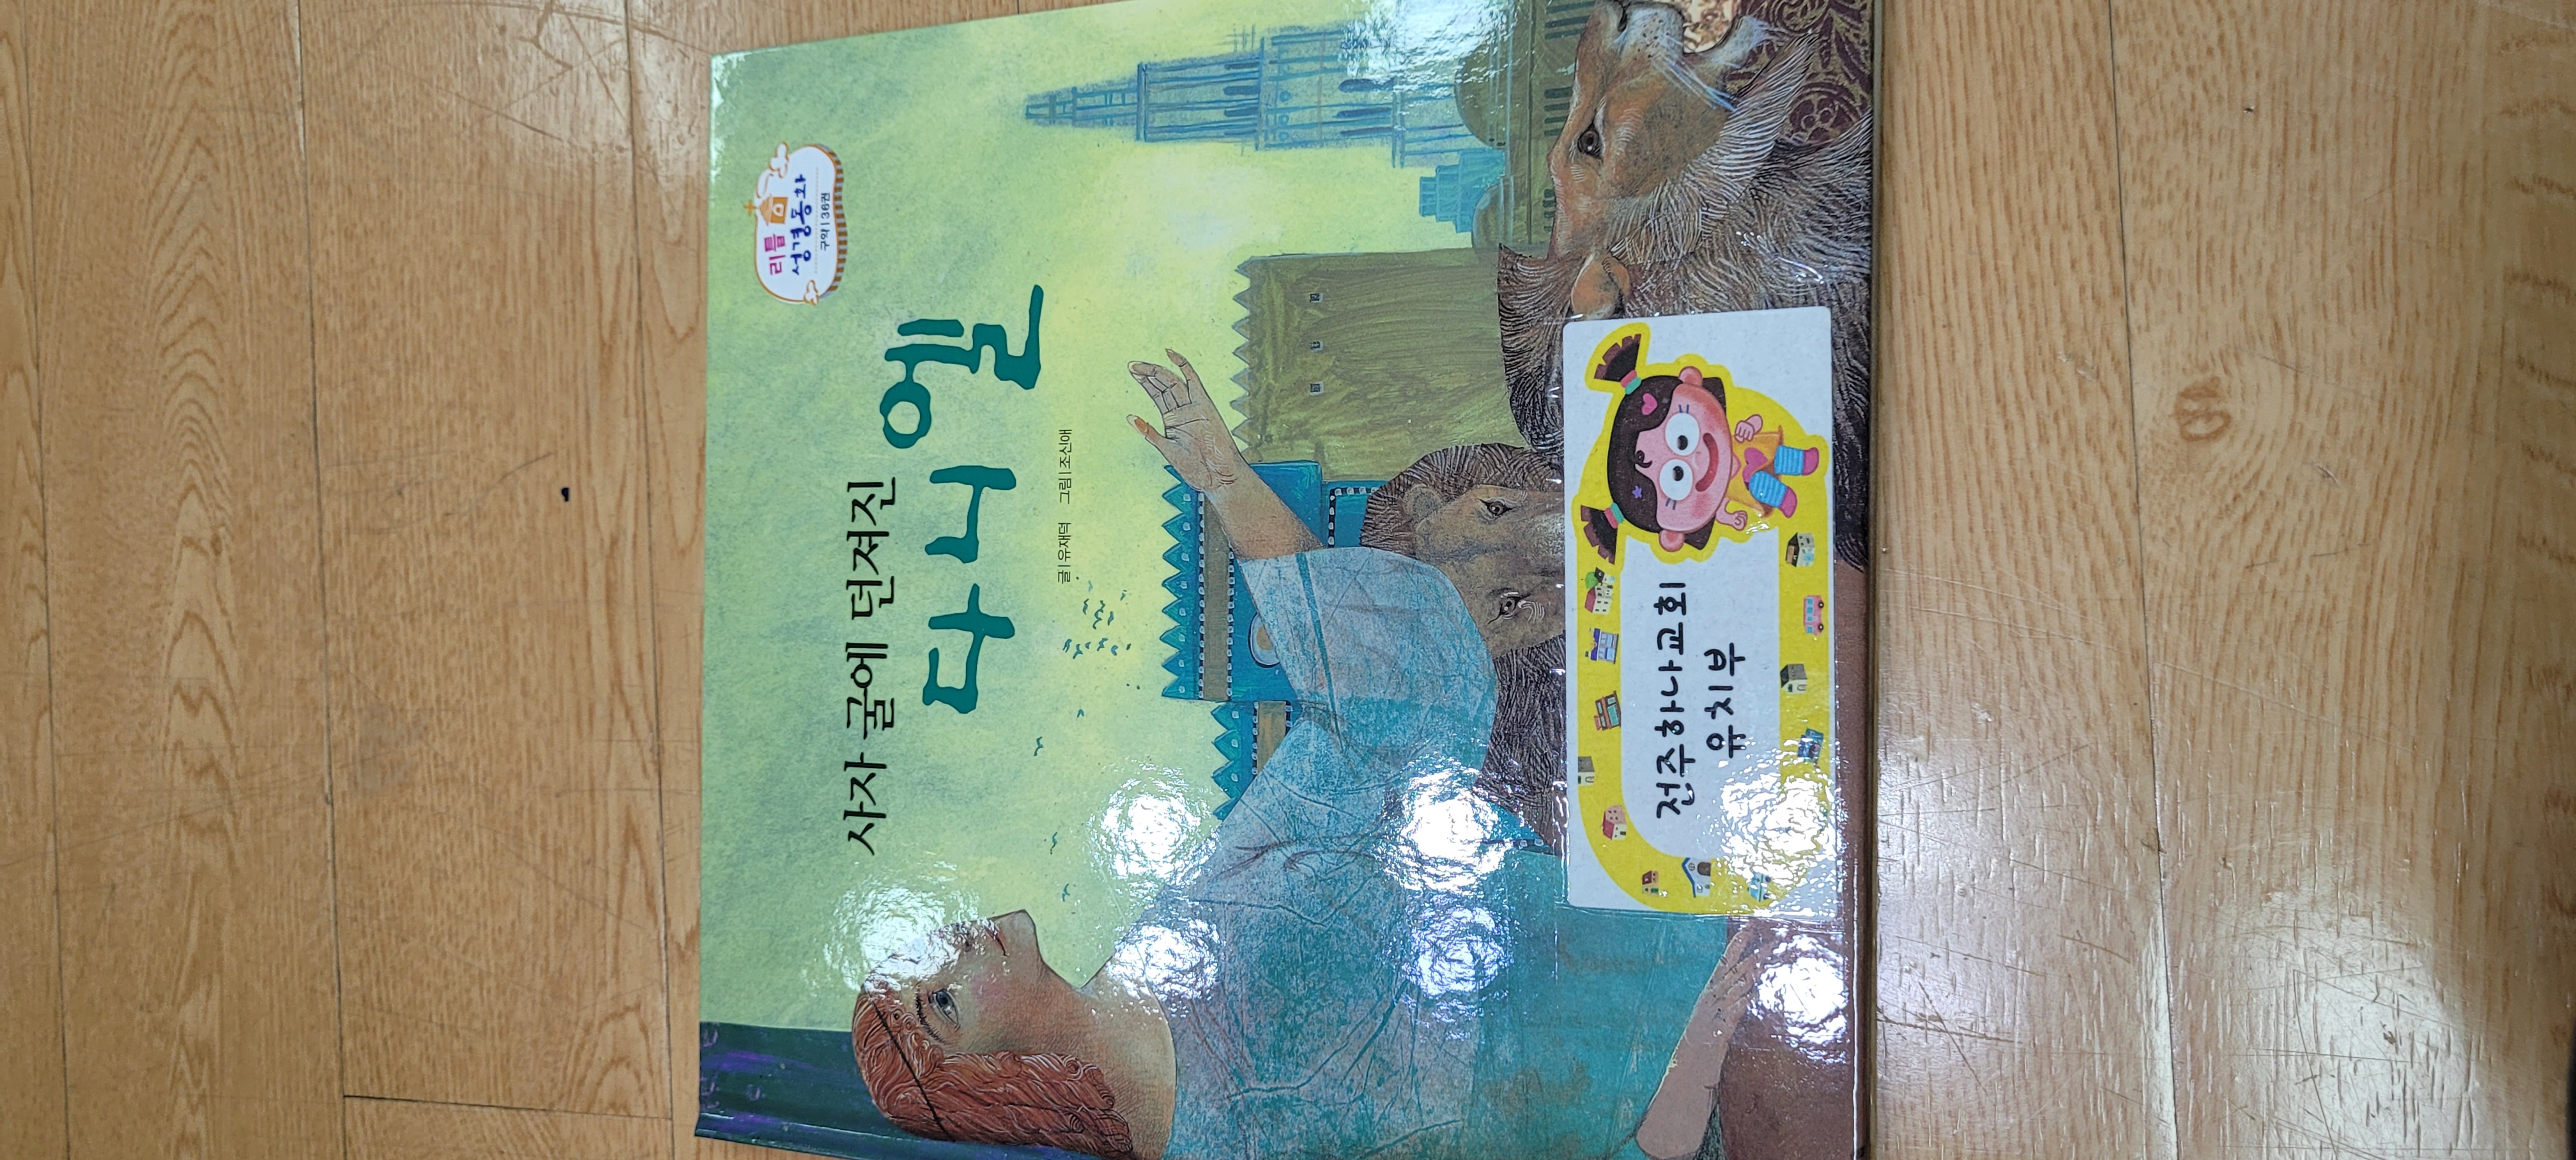 리틀
성경동화
구약 | 36권
사자 굴에 던져진
다니엘
글 | 유재덕 그림 | 조신애
전주하나교회
유치부